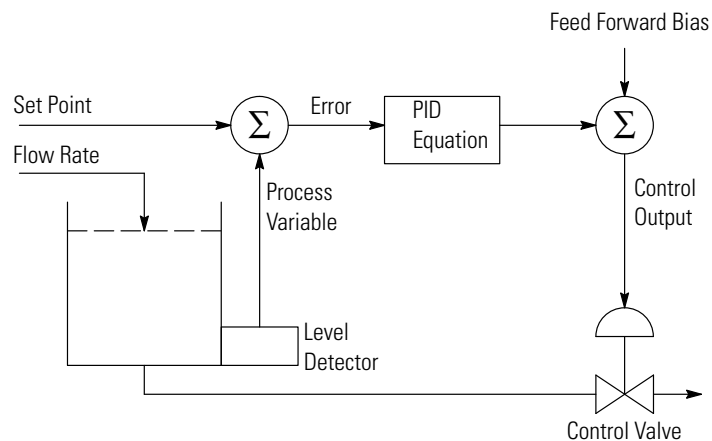 Feed Forward Bias
Set Point
Σ
Error
PID
Equation
Σ
Flow Rate
Process
Variable
Control
Output
Level
Detector
Control Valve